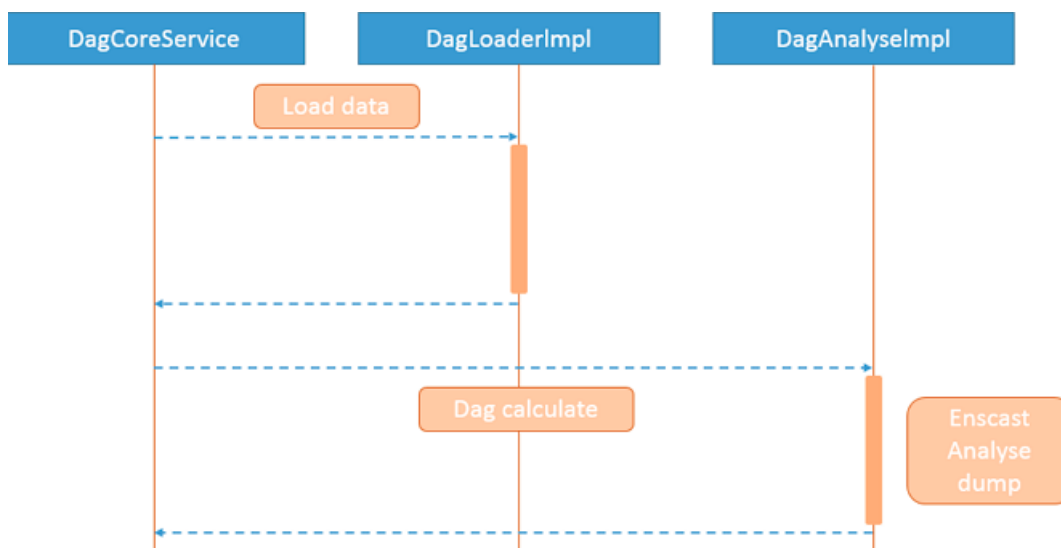 DagCoreService
DagLoaderImpl
DagAnalyseImpl
Load data
Dag calculate
Enscast
Analyse
dump